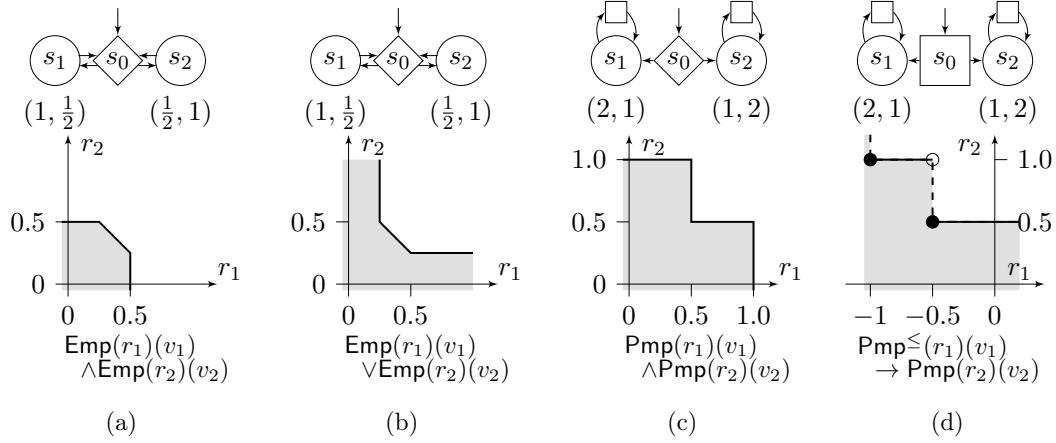 s₁ s₀ s₂
(1, 1/2) (1/2, 1)
r₂
0.5
0
r₁
0 0.5
Emp(r₁)(v₁)
∧Emp(r₂)(v₂)
(a)
s₁ s₀ s₂
(1, 1/2) (1/2, 1)
r₂
0.5
0
r₁
0 0.5
Emp(r₁)(v₁)
∨Emp(r₂)(v₂)
(b)
s₁ s₀ s₂
(2, 1) (1, 2)
r₂
1.0
0.5
0
r₁
0 0.5 1.0
Pmp(r₁)(v₁)
∧Pmp(r₂)(v₂)
(c)
s₁ s₀ s₂
(2, 1) (1, 2)
r₂
1.0
0.5
r₁
−1 −0.5 0
Pmp≤(r₁)(v₁)
→ Pmp(r₂)(v₂)
(d)